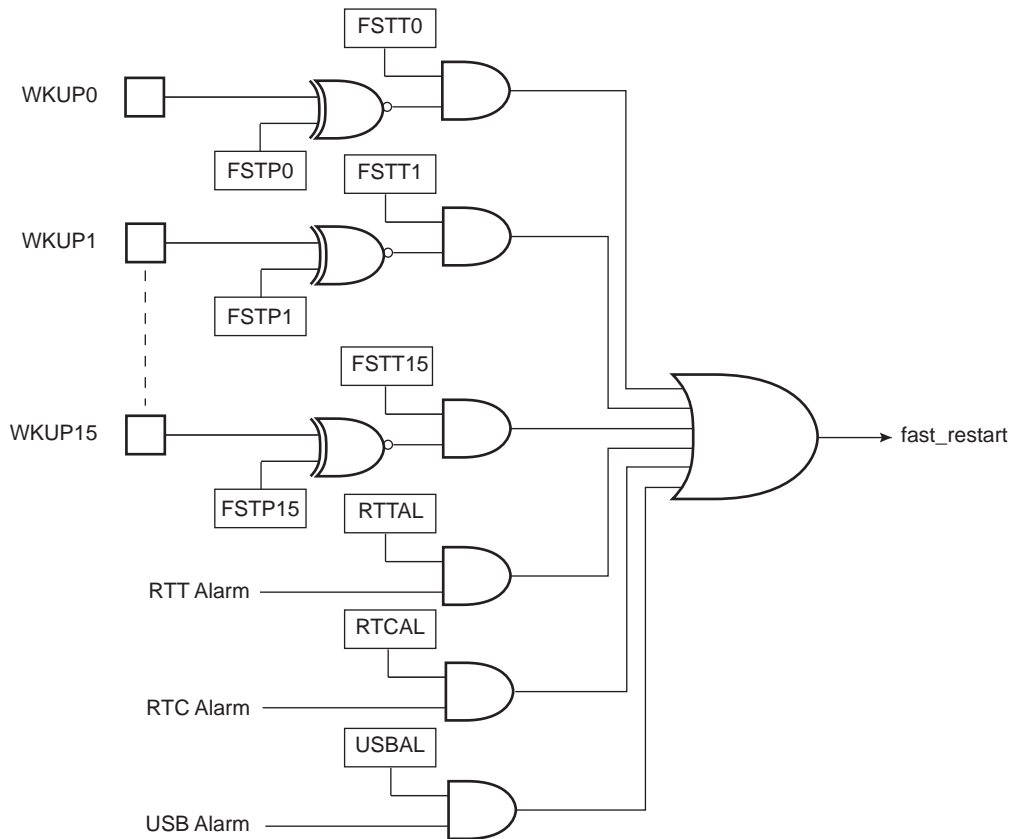 FSTT0
WKUP0
FSTP0
FSTT1
WKUP1
FSTP1
FSTT15
WKUP15
fast_restart
FSTP15
RTTAL
RTT Alarm
RTCAL
RTC Alarm
USBAL
USB Alarm